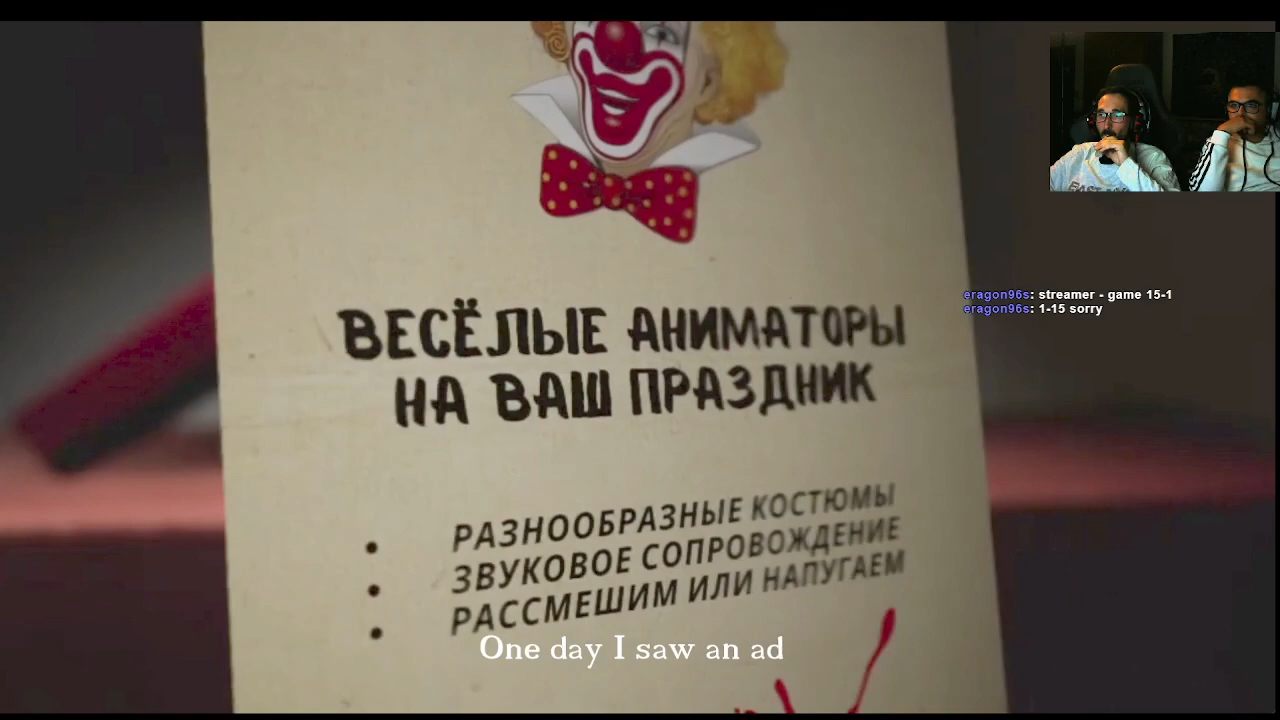 ВЕСЁЛЫЕ АНИМАТОРЫ
НА ВАШ ПРАЗДНИК
• РАЗНООБРАЗНЫЕ КОСТЮМЫ
• ЗВУКОВОЕ СОПРОВОЖДЕНИЕ
• РАССМЕШИМ ИЛИ НАПУГАЕМ
One day I saw an ad
eragon96s: streamer - game 15-1
eragon96s: 1-15 sorry